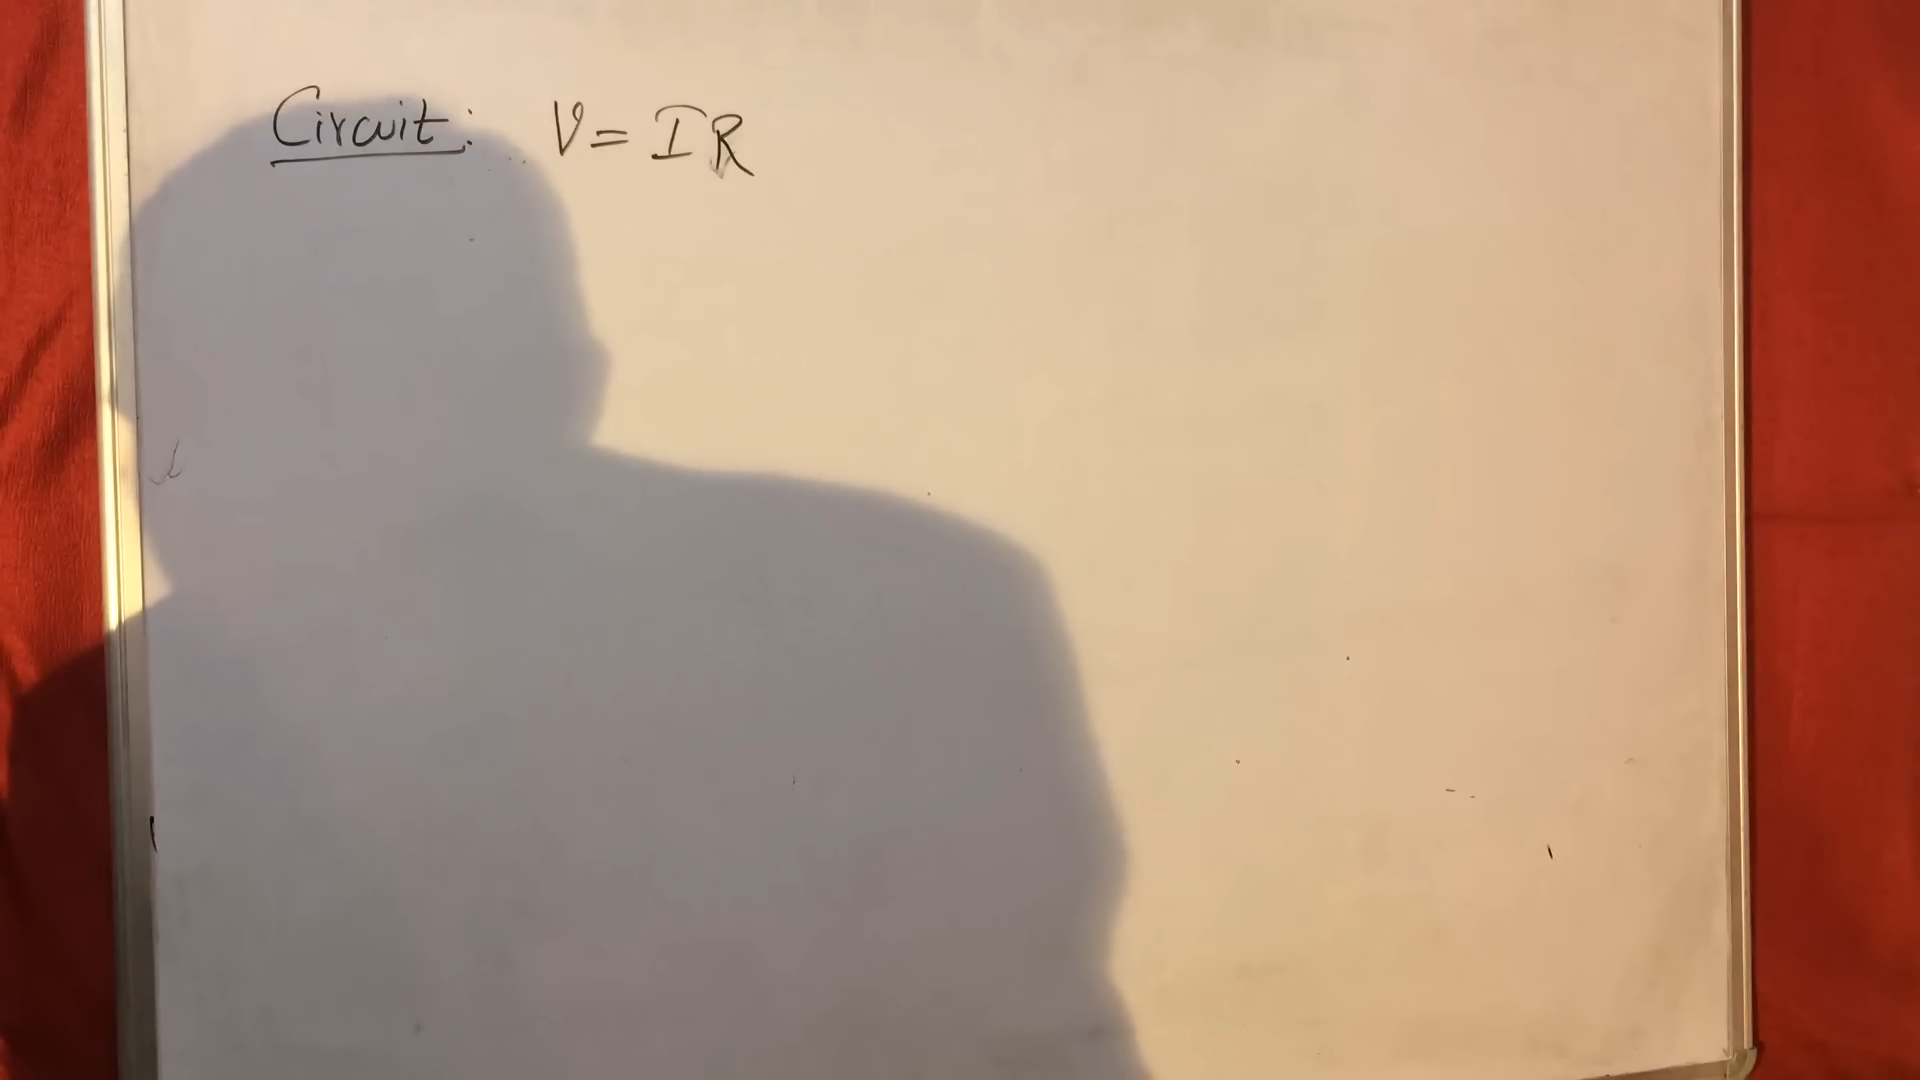 Circuit: V = IR